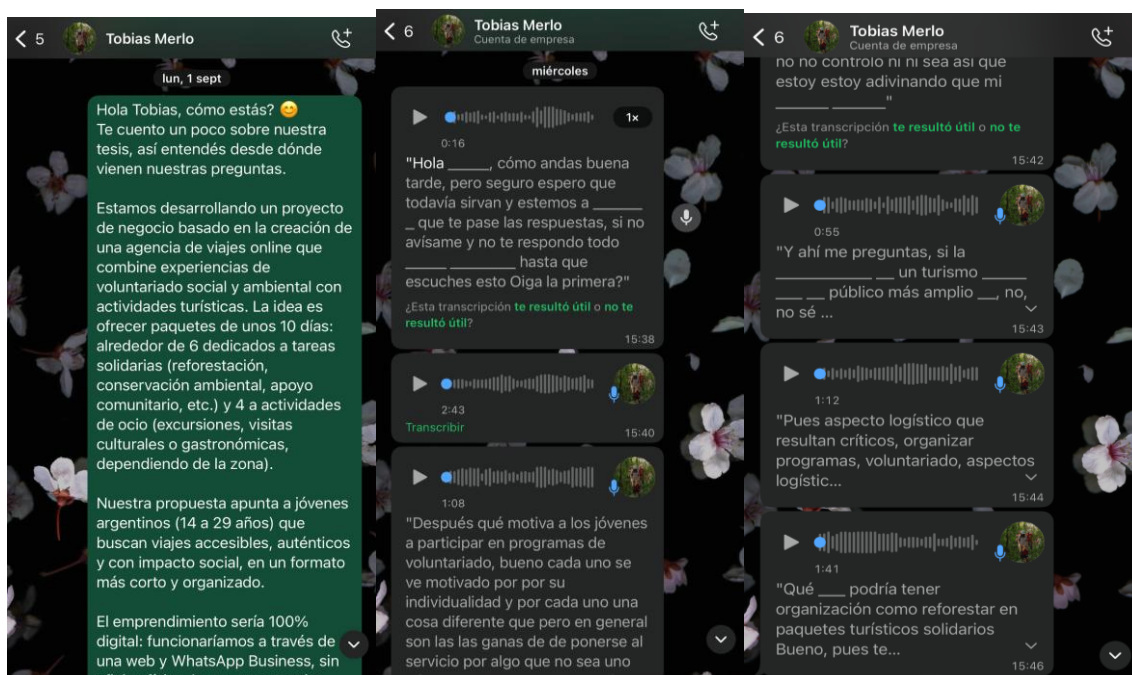 5
Tobias Merlo
lun, 1 sept
Hola Tobias, cómo estás? 😊
Te cuento un poco sobre nuestra
tesis, así entendés desde dónde
vienen nuestras preguntas.
Estamos desarrollando un proyecto
de negocio basado en la creación de
una agencia de viajes online que
combine experiencias de
voluntariado social y ambiental con
actividades turísticas. La idea es
ofrecer paquetes de unos 10 días:
alrededor de 6 dedicados a tareas
solidarias (reforestación,
conservación ambiental, apoyo
comunitario, etc.) y 4 a actividades
de ocio (excursiones, visitas
culturales o gastronómicas,
dependiendo de la zona).
Nuestra propuesta apunta a jóvenes
argentinos (14 a 29 años) que
buscan viajes accesibles, auténticos
y con impacto social, en un formato
más corto y organizado.
El emprendimiento sería 100%
digital: funcionaríamos a través de
una web y WhatsApp Business, sin
6
Tobias Merlo
Cuenta de empresa
miércoles
1×
0:16
"Hola _____, cómo andas buena
tarde, pero seguro espero que
todavía sirvan y estemos a _______
_ que te pase las respuestas, si no
avísame y no te respondo todo
_____ _________ hasta que
escuches esto Oiga la primera?"
¿Esta transcripción te resultó útil o no te
resultó útil?
15:38
2:43
Transcribir
15:40
1:08
"Después qué motiva a los jóvenes
a participar en programas de
voluntariado, bueno cada uno se
ve motivado por por su
individualidad y por cada uno una
cosa diferente que pero en general
son las las ganas de de ponerse al
servicio por algo que no sea uno
6
Tobias Merlo
Cuenta de empresa
no no controlo ni ni sea así que
estoy estoy adivinando que mi
_______ _______"
¿Esta transcripción te resultó útil o no te
resultó útil?
15:42
0:55
"Y ahí me preguntas, si la
_____________ __ un turismo ______
___ __ público más amplio __, no,
no sé ...
15:43
1:12
"Pues aspecto logístico que
resultan críticos, organizar
programas, voluntariado, aspectos
logístic...
15:44
1:41
"Qué ___ podría tener
organización como reforestar en
paquetes turísticos solidarios
Bueno, pues te...
15:46